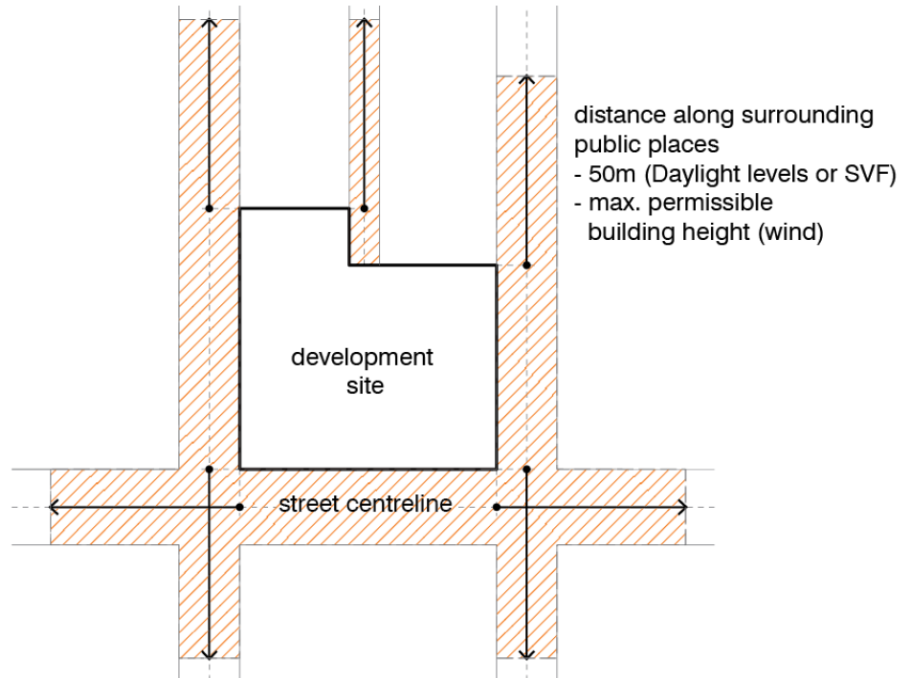 distance along surrounding
public places
- 50m (Daylight levels or SVF)
- max. permissible
building height (wind)
development
site
street centreline